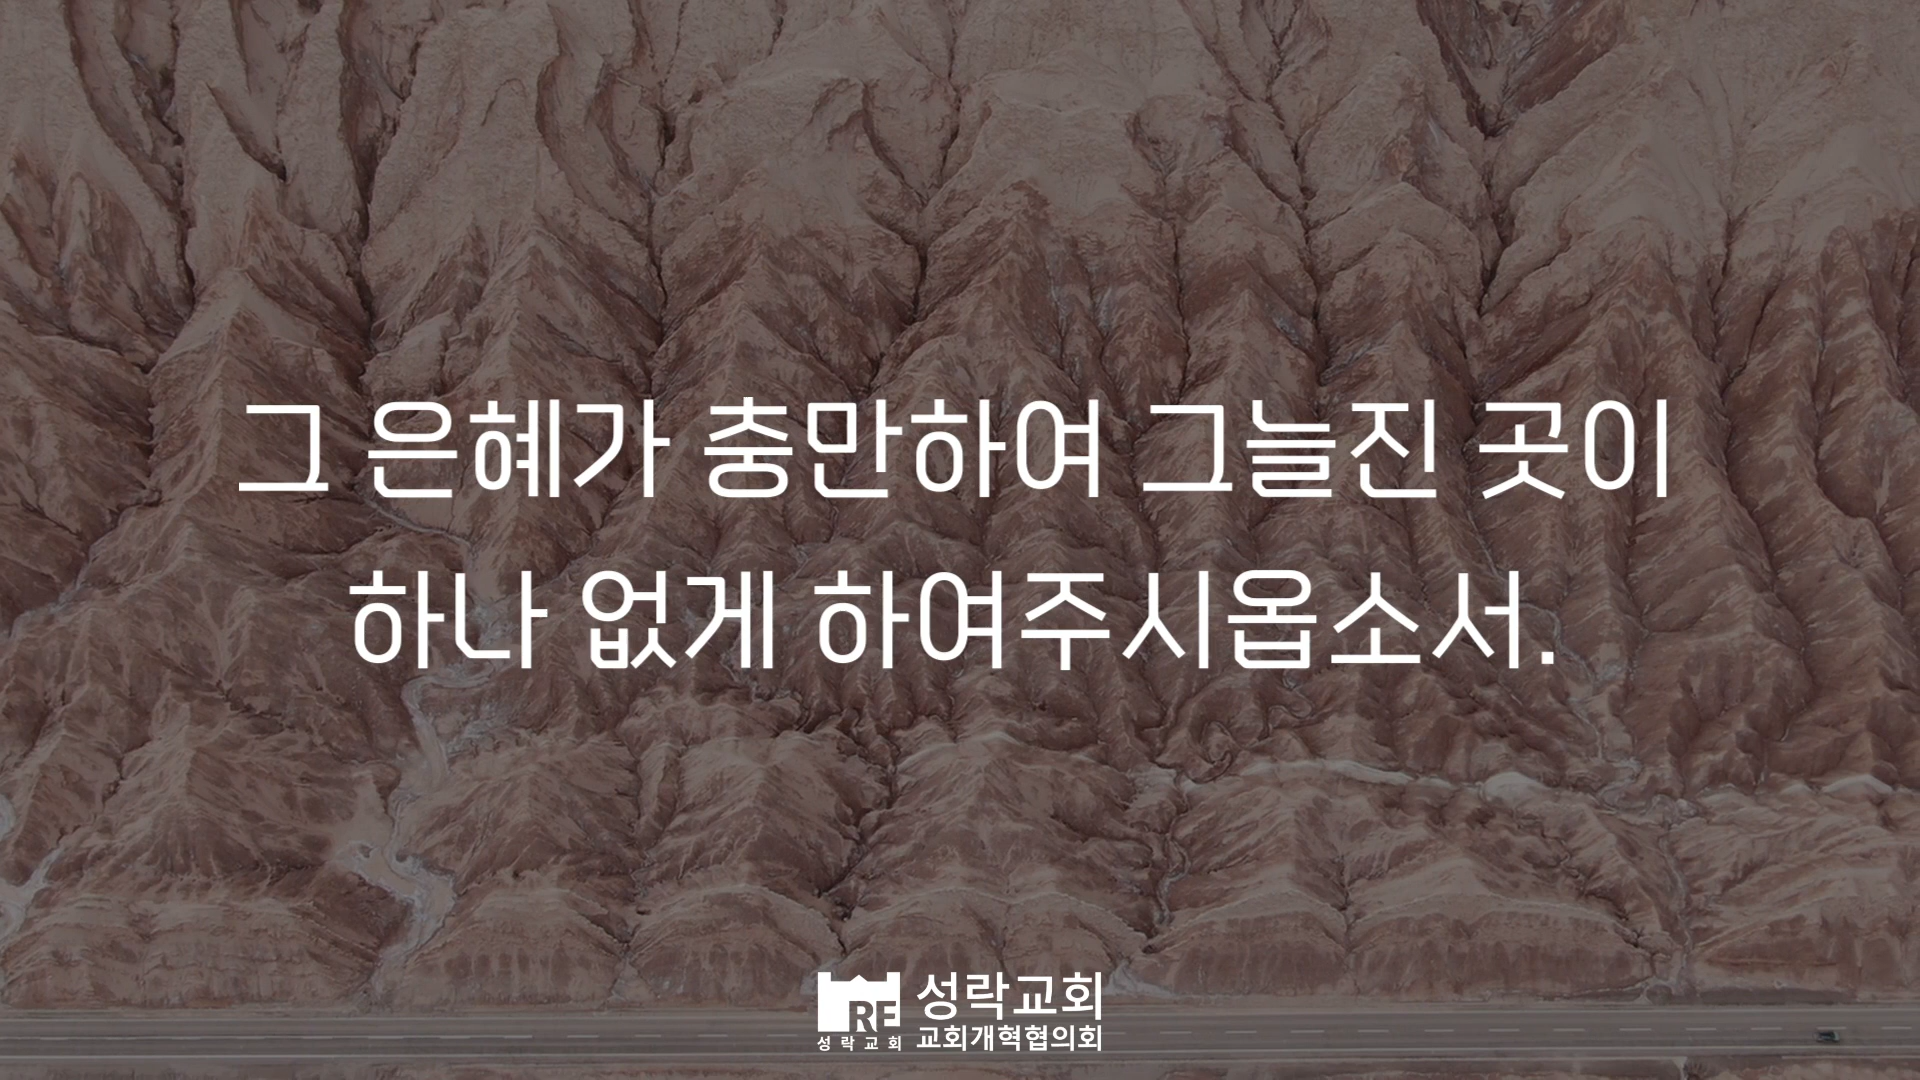 그 은혜가 충만하여 그늘진 곳이
하나 없게 하여주시옵소서.
RE
성락교회
성락교회
교회개혁협의회